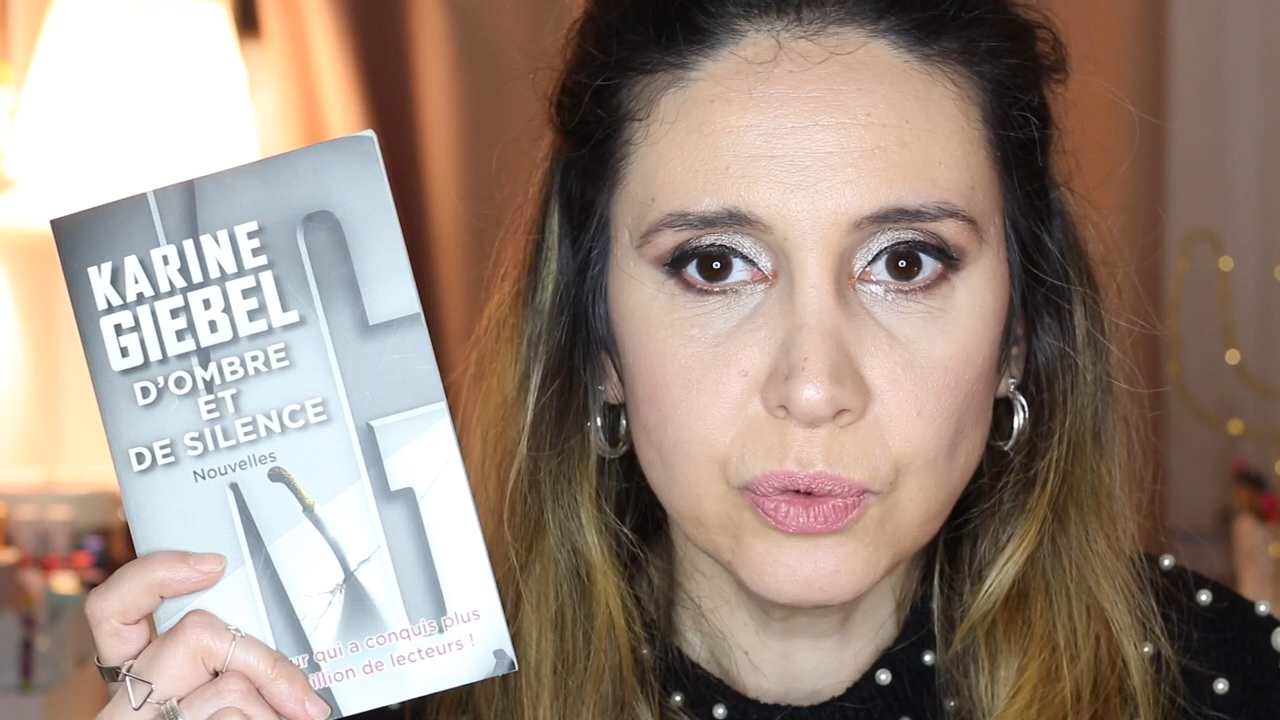 KARINE
GIEBEL
D'OMBRE
ET
DE SILENCE
Nouvelles
qui a conquis plus
de lecteurs !